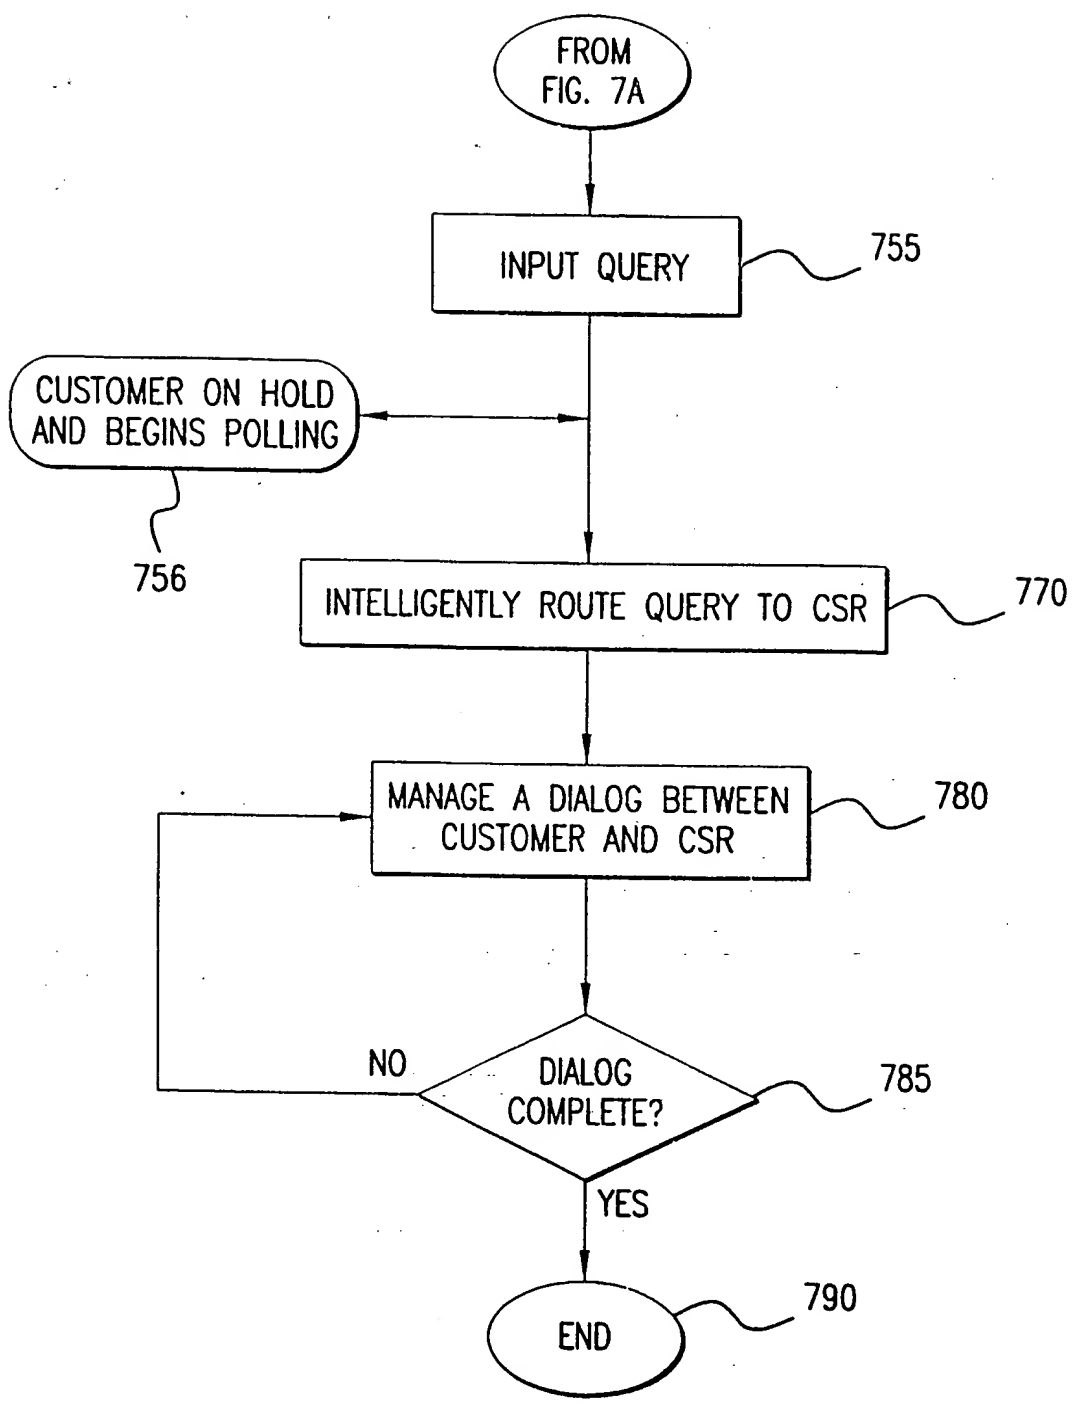 FROM
FIG. 7A
INPUT QUERY
755
CUSTOMER ON HOLD
AND BEGINS POLLING
756
INTELLIGENTLY ROUTE QUERY TO CSR
770
MANAGE A DIALOG BETWEEN
CUSTOMER AND CSR
780
NO
DIALOG
COMPLETE?
785
YES
END
790